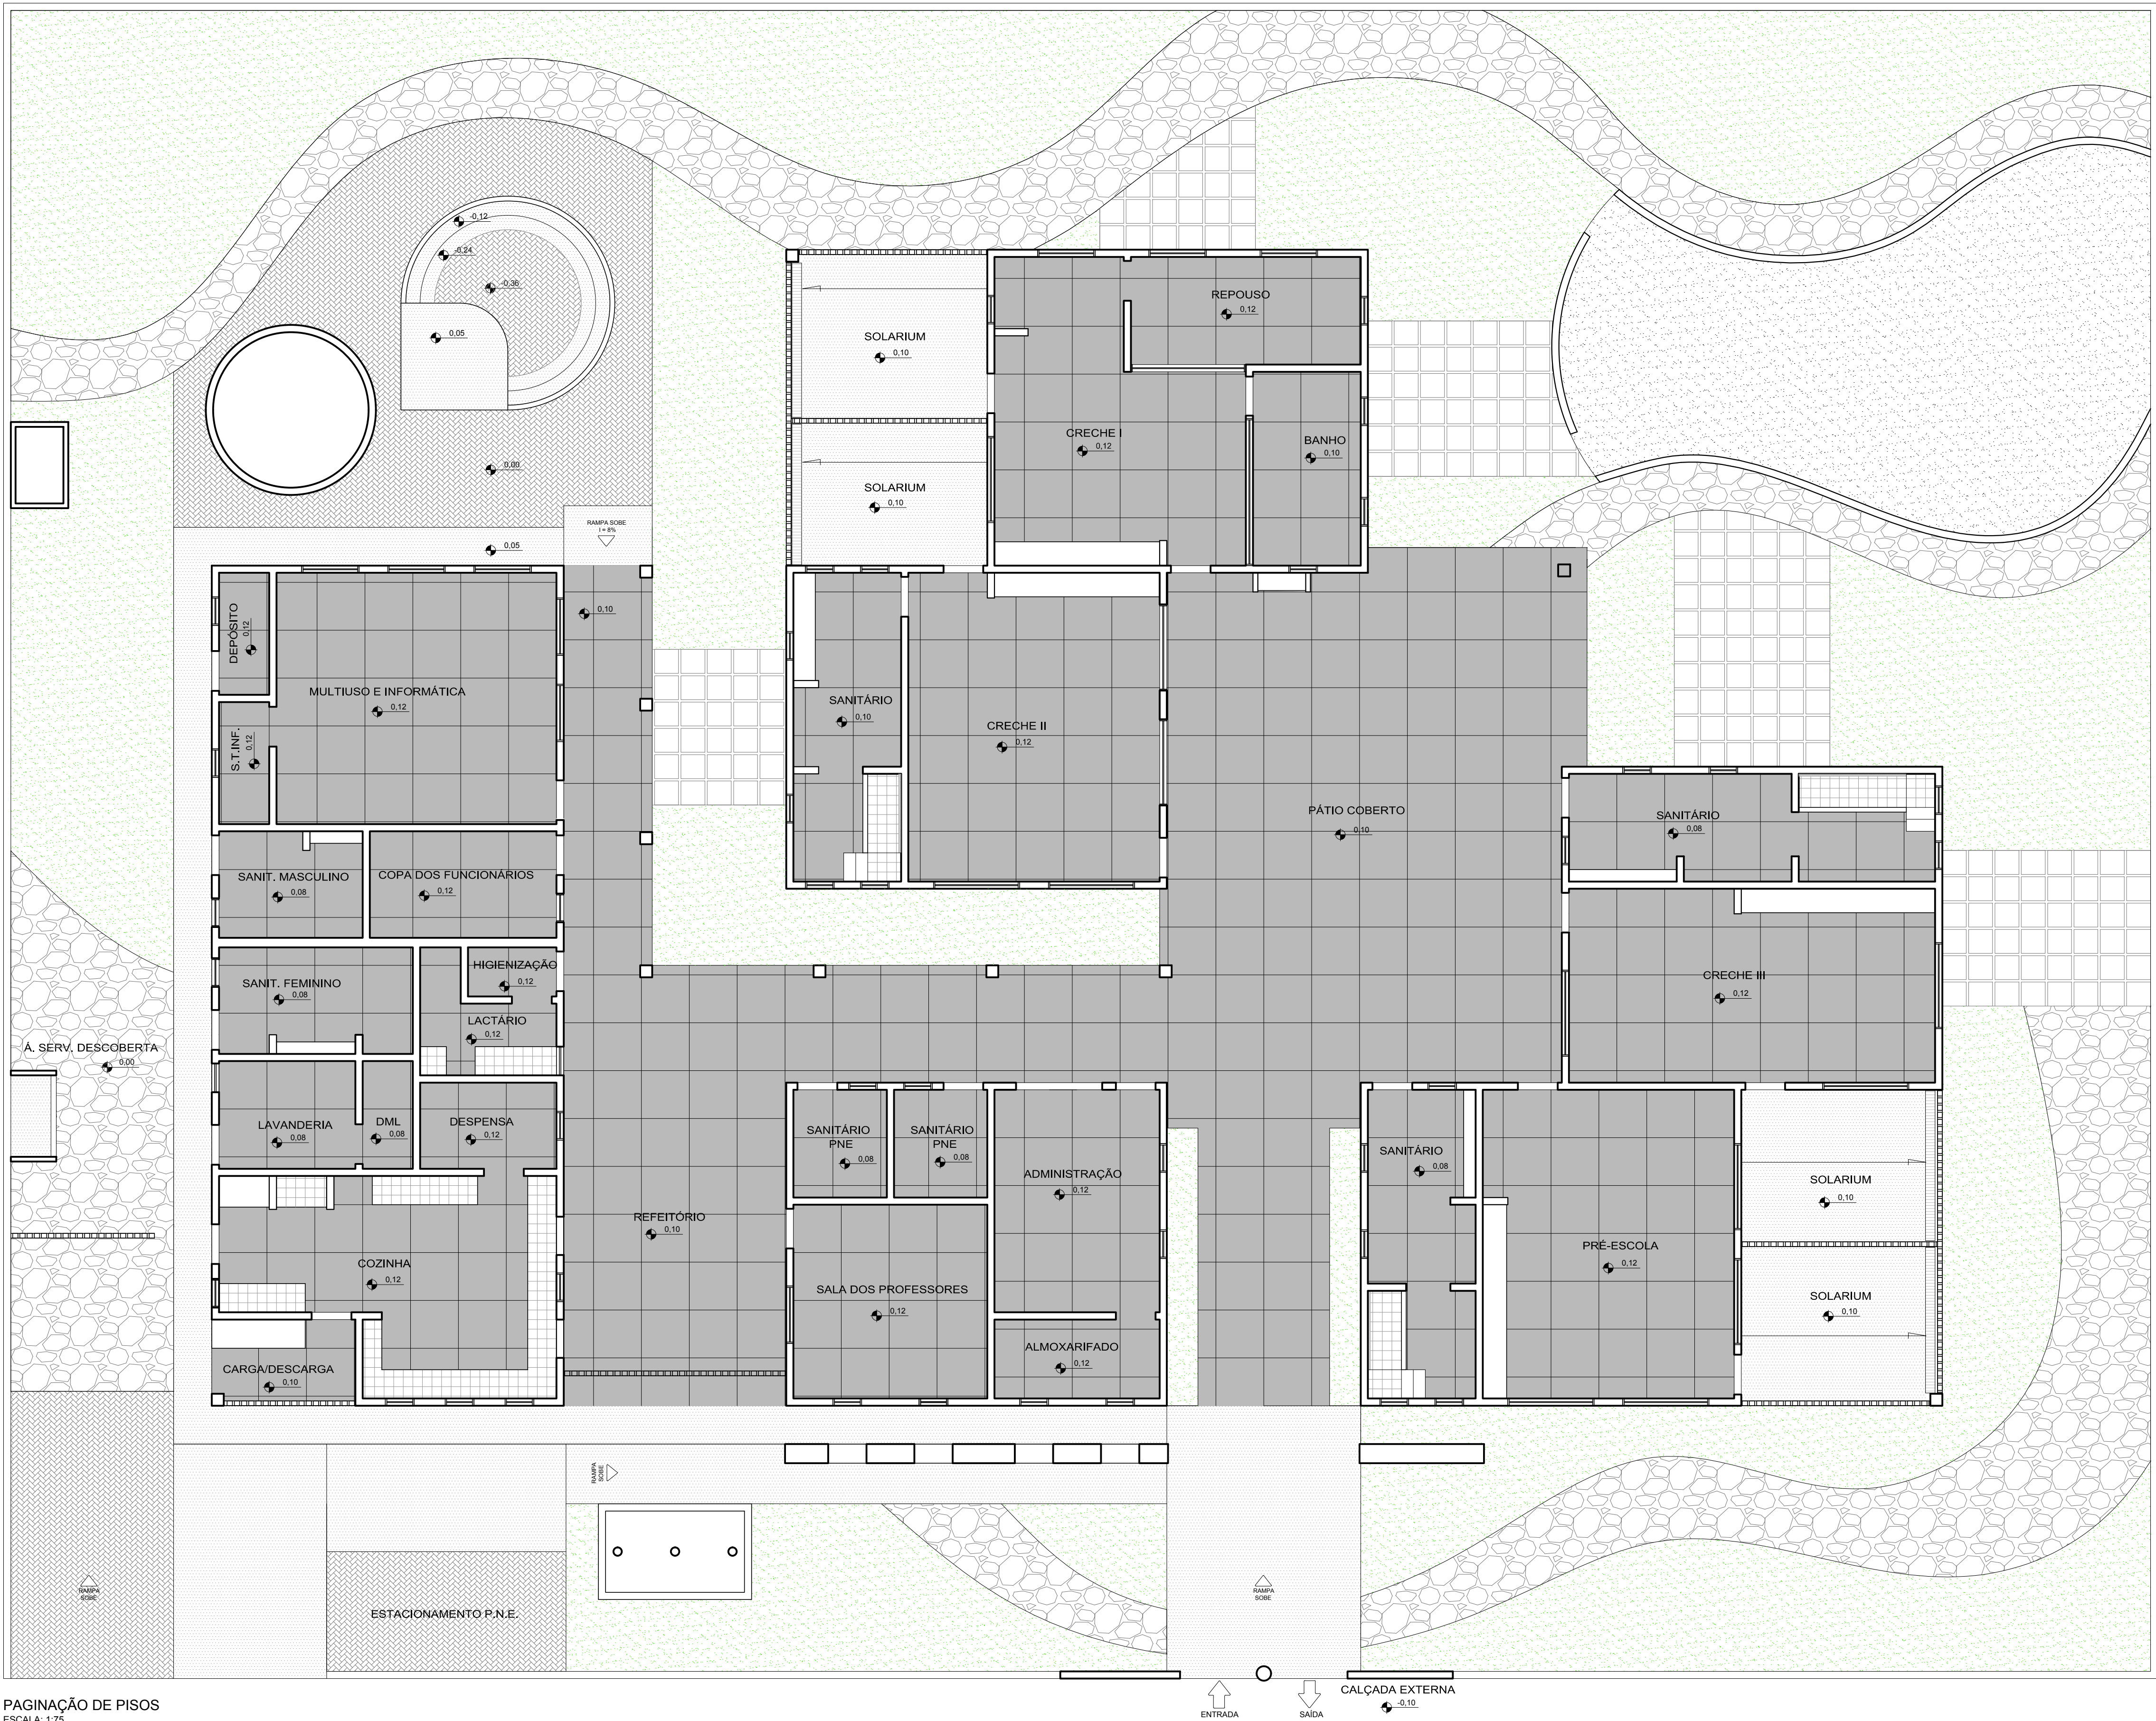 -0,12
-0,24
-0,36
0,05
REPOUSO
0,12
SOLARIUM
0,10
CRECHE I
0,12
BANHO
0,10
0,00
SOLARIUM
0,10
RAMPA SOBE
I = 8%
0,05
0,10
DEPÓSITO
0,12
MULTIUSO E INFORMÁTICA
0,12
S.T.INF.
0,12
SANITÁRIO
0,10
CRECHE II
0,12
PÁTIO COBERTO
0,10
SANITÁRIO
0,08
SANIT. MASCULINO
0,08
COPA DOS FUNCIONÁRIOS
0,12
HIGIENIZAÇÃO
0,12
SANIT. FEMININO
0,08
CRECHE III
0,12
LACTÁRIO
0,12
Á. SERV. DESCOBERTA
0,00
LAVANDERIA
0,08
DML
0,08
DESPENSA
0,12
SANITÁRIO
PNE
0,08
SANITÁRIO
PNE
0,08
ADMINISTRAÇÃO
0,12
SANITÁRIO
0,08
SOLARIUM
0,10
REFEITÓRIO
0,10
PRÉ-ESCOLA
0,12
COZINHA
0,12
SALA DOS PROFESSORES
0,12
SOLARIUM
0,10
ALMOXARIFADO
0,12
CARGA/DESCARGA
0,10
RAMPA
SOBE
RAMPA
SOBE
ESTACIONAMENTO P.N.E.
RAMPA
SOBE
CALÇADA EXTERNA
-0,10
ENTRADA
SAÍDA
PAGINAÇÃO DE PISOS
ESCALA: 1:75